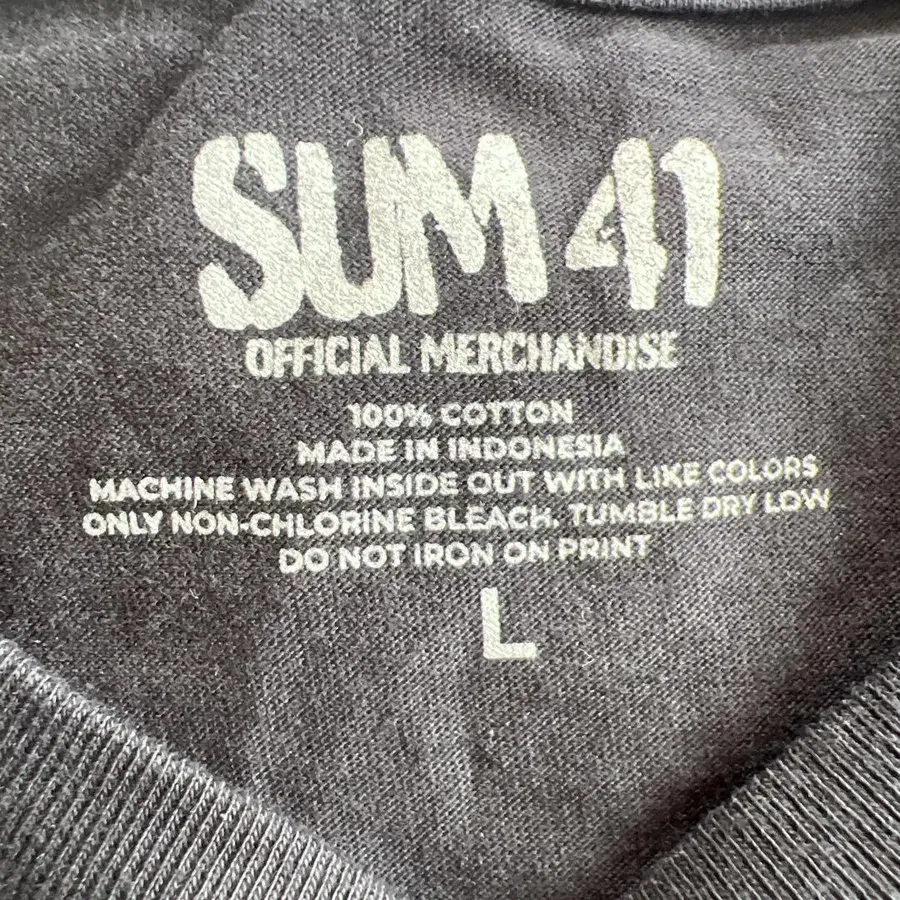 SUM 41
OFFICIAL MERCHANDISE
100% COTTON
MADE IN INDONESIA
MACHINE WASH INSIDE OUT WITH LIKE COLORS
ONLY NON-CHLORINE BLEACH. TUMBLE DRY LOW
DO NOT IRON ON PRINT
L